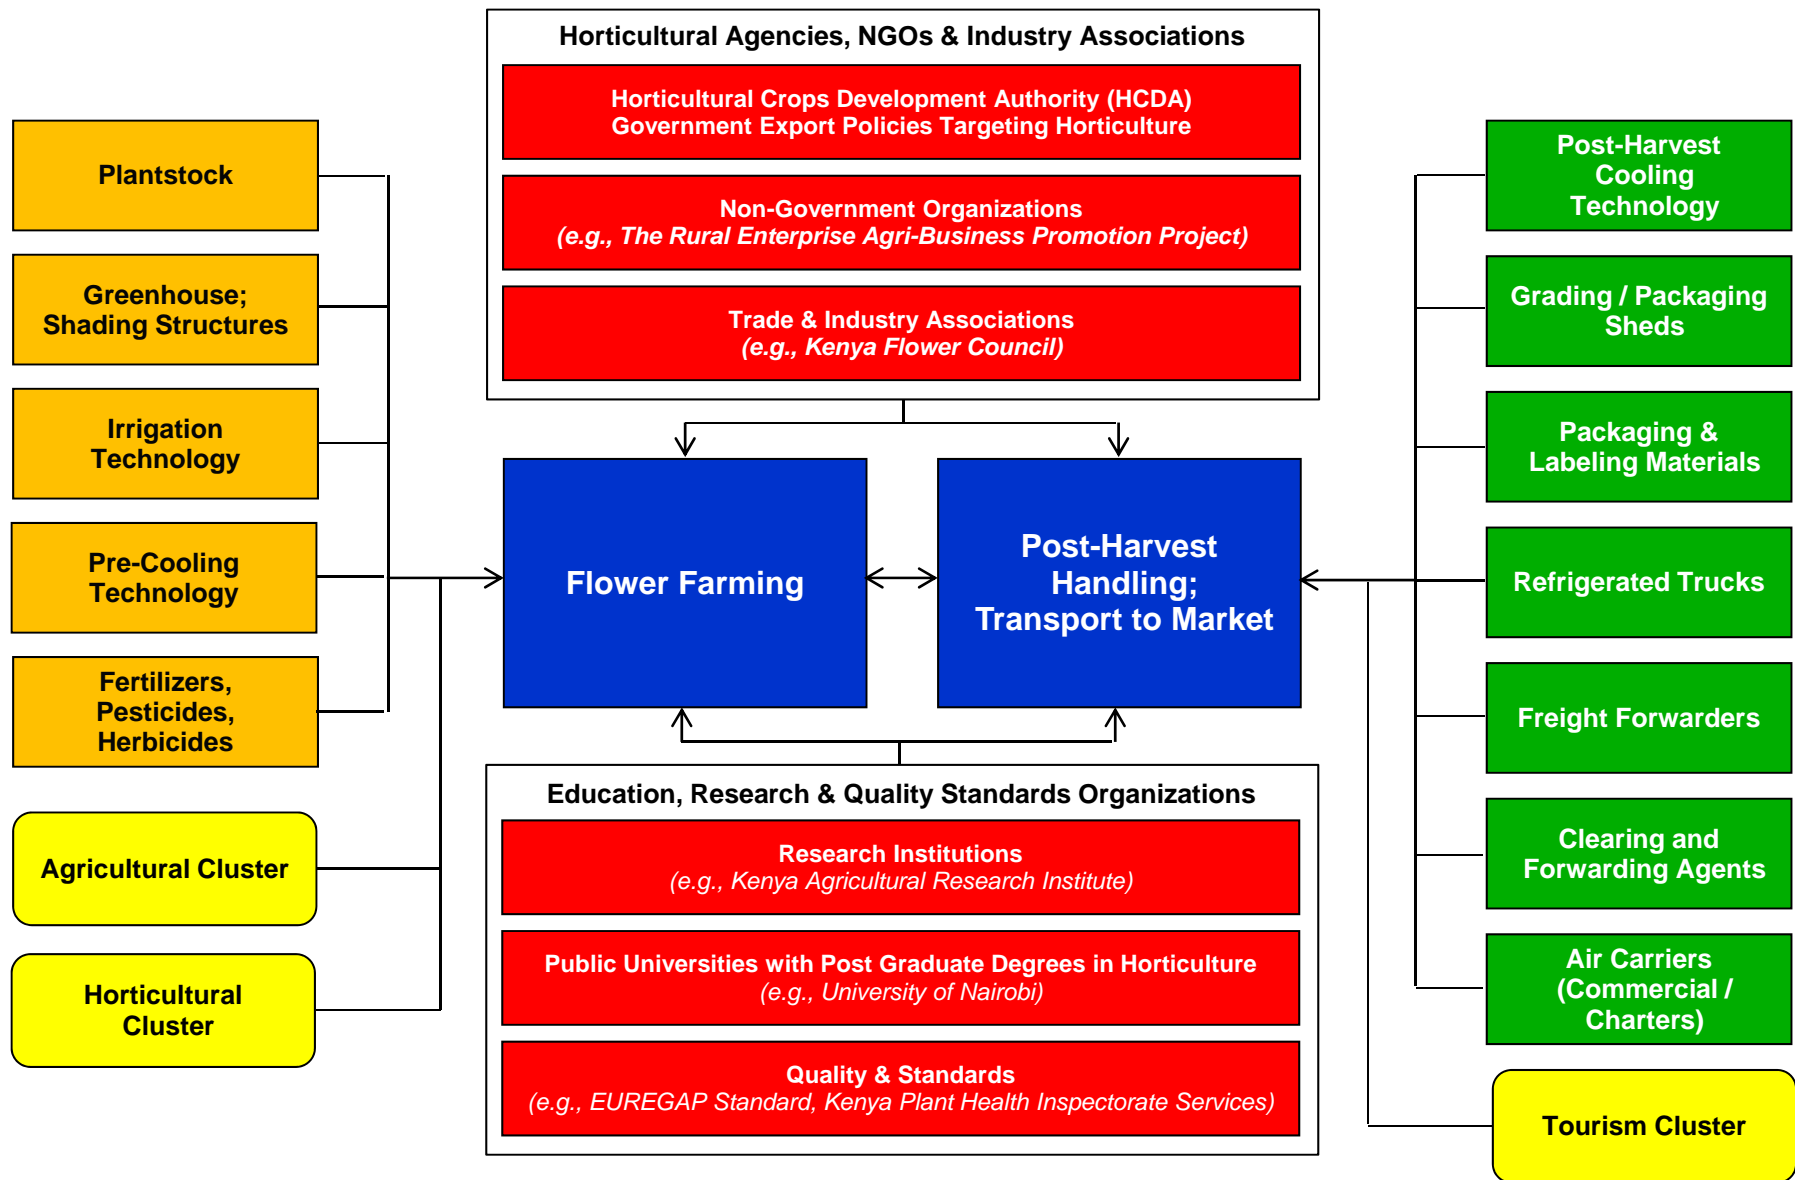 Horticultural Agencies, NGOs & Industry Associations
Horticultural Crops Development Authority (HCDA)
Government Export Policies Targeting Horticulture
Non-Government Organizations
(e.g., The Rural Enterprise Agri-Business Promotion Project)
Trade & Industry Associations
(e.g., Kenya Flower Council)
Plantstock
Greenhouse;
Shading Structures
Irrigation
Technology
Pre-Cooling
Technology
Fertilizers,
Pesticides,
Herbicides
Agricultural Cluster
Horticultural
Cluster
Flower Farming
Post-Harvest
Handling;
Transport to Market
Education, Research & Quality Standards Organizations
Research Institutions
(e.g., Kenya Agricultural Research Institute)
Public Universities with Post Graduate Degrees in Horticulture
(e.g., University of Nairobi)
Quality & Standards
(e.g., EUREGAP Standard, Kenya Plant Health Inspectorate Services)
Post-Harvest
Cooling
Technology
Grading / Packaging
Sheds
Packaging &
Labeling Materials
Refrigerated Trucks
Freight Forwarders
Clearing and
Forwarding Agents
Air Carriers
(Commercial /
Charters)
Tourism Cluster